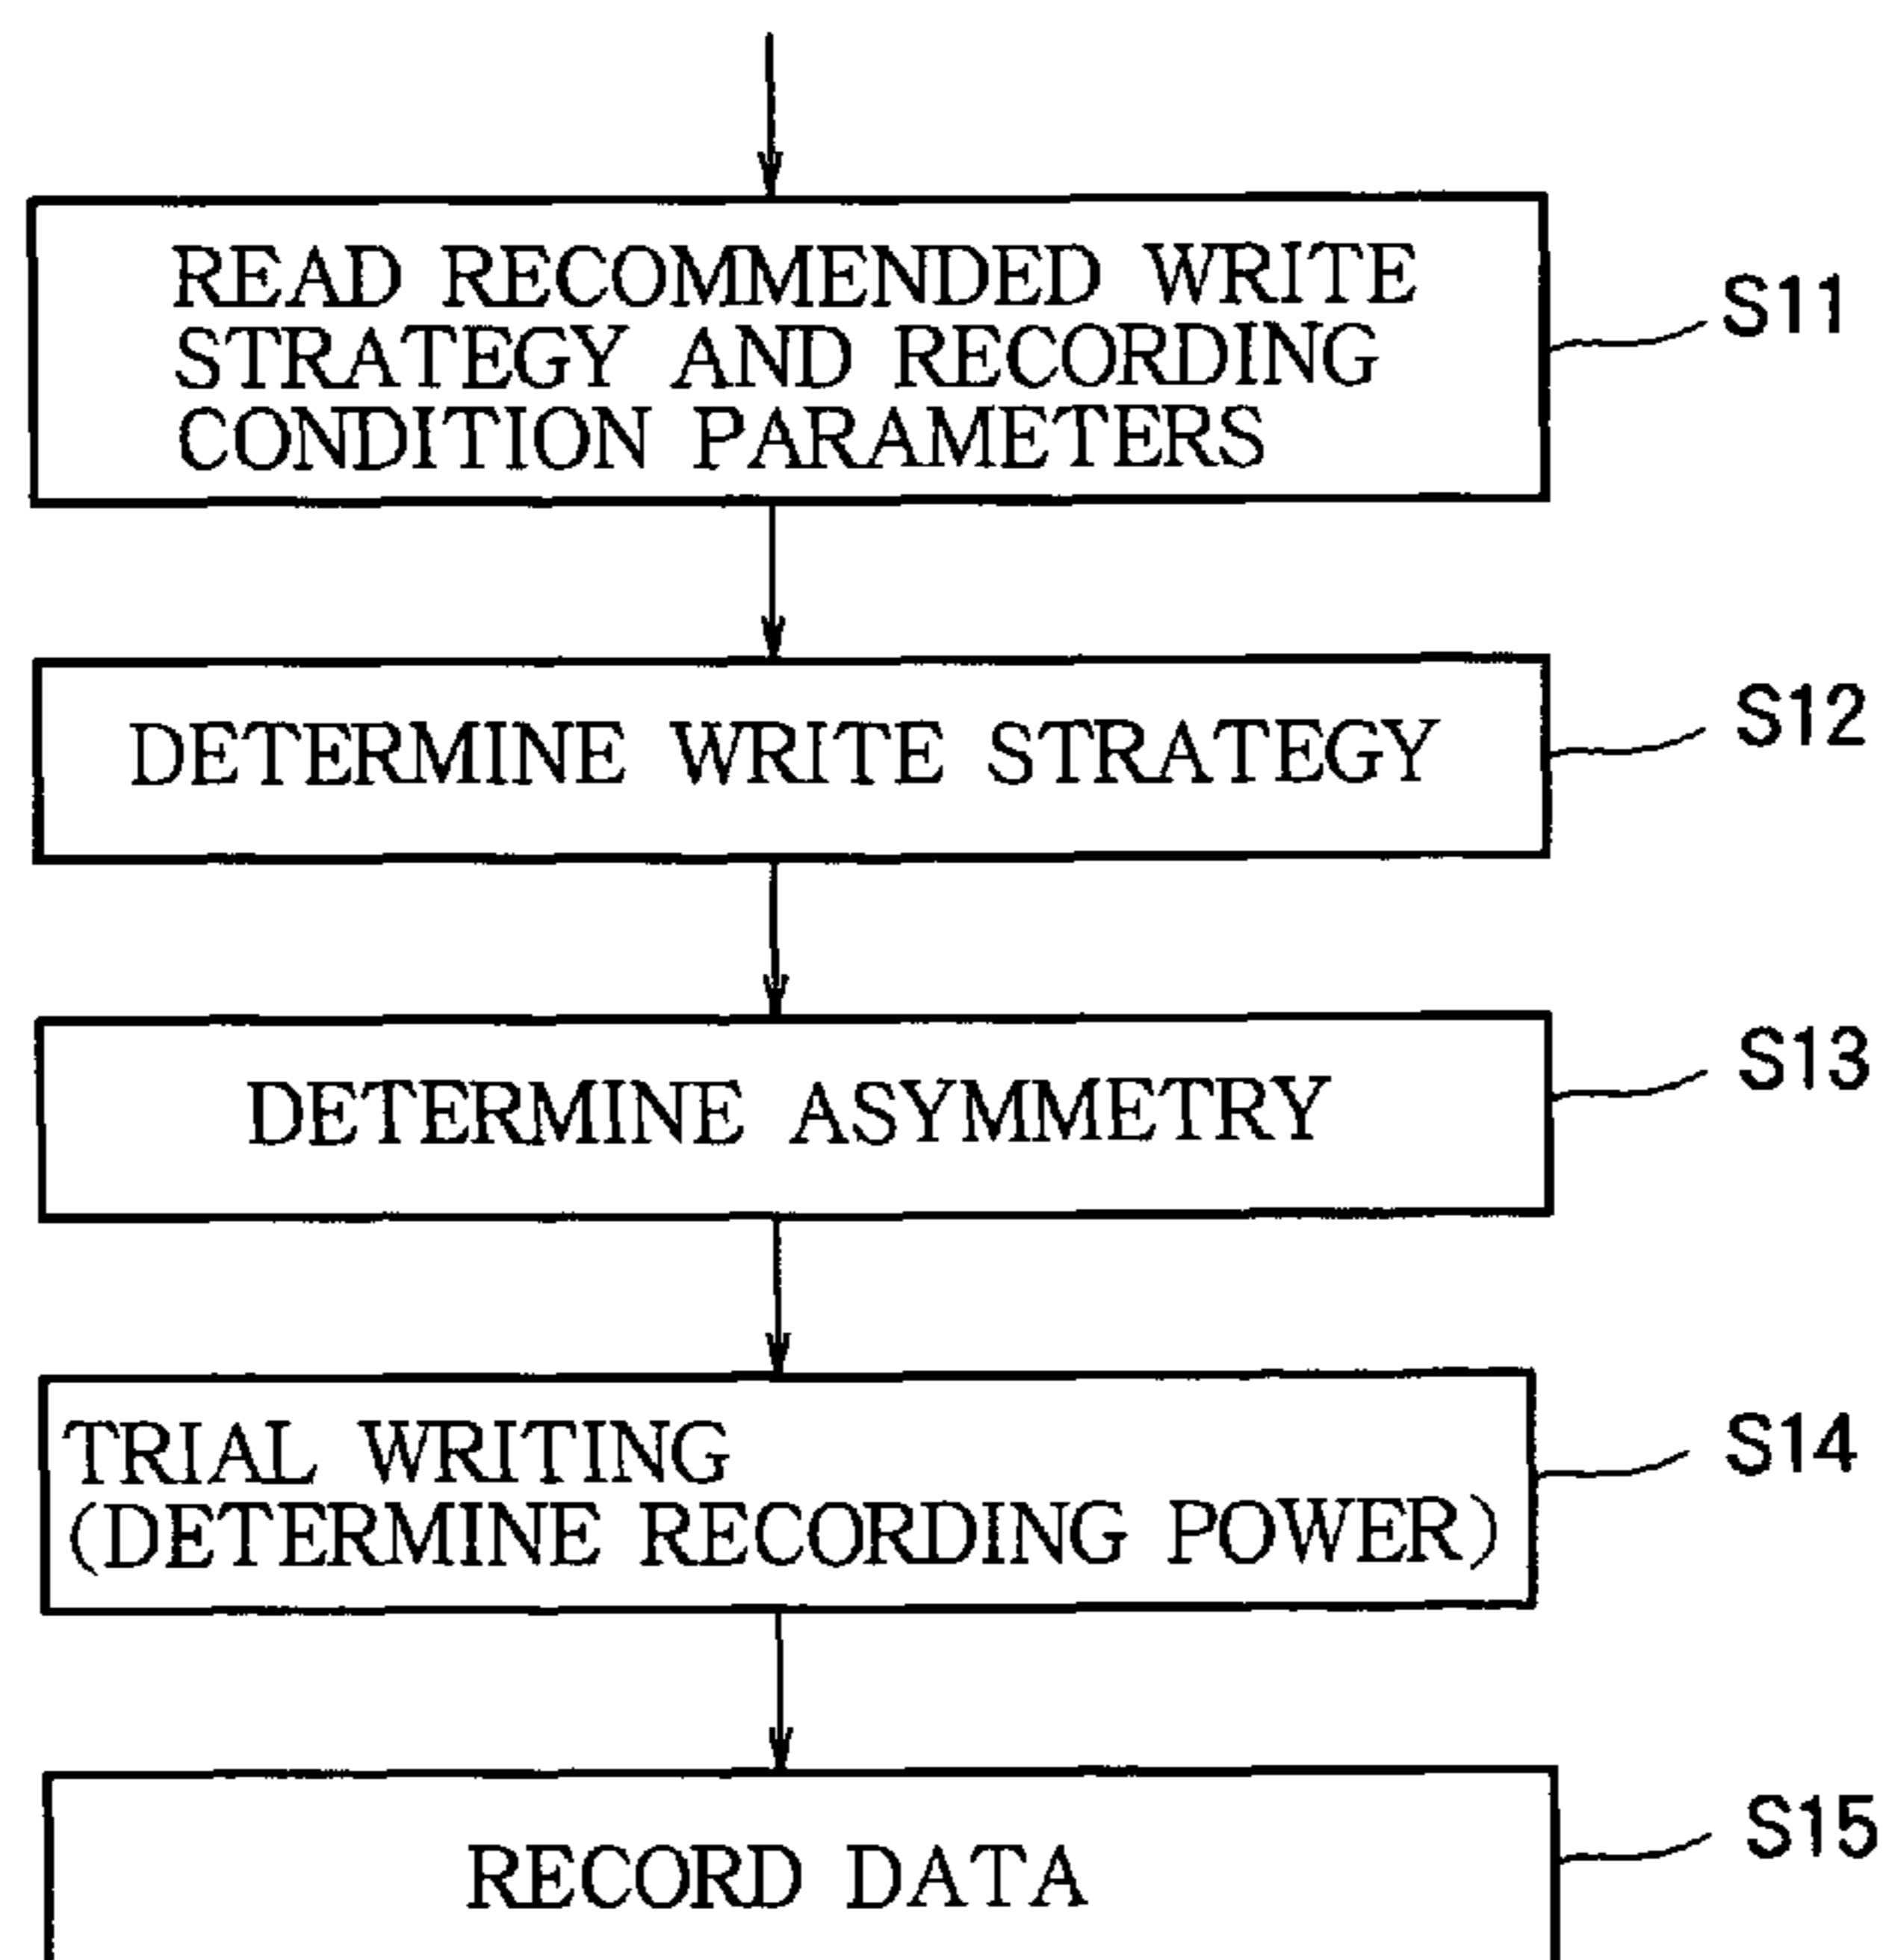 READ RECOMMENDED WRITE
STRATEGY AND RECORDING
CONDITION PARAMETERS
S11
DETERMINE WRITE STRATEGY
S12
DETERMINE ASYMMETRY
S13
TRIAL WRITING
(DETERMINE RECORDING POWER)
S14
RECORD DATA
S15